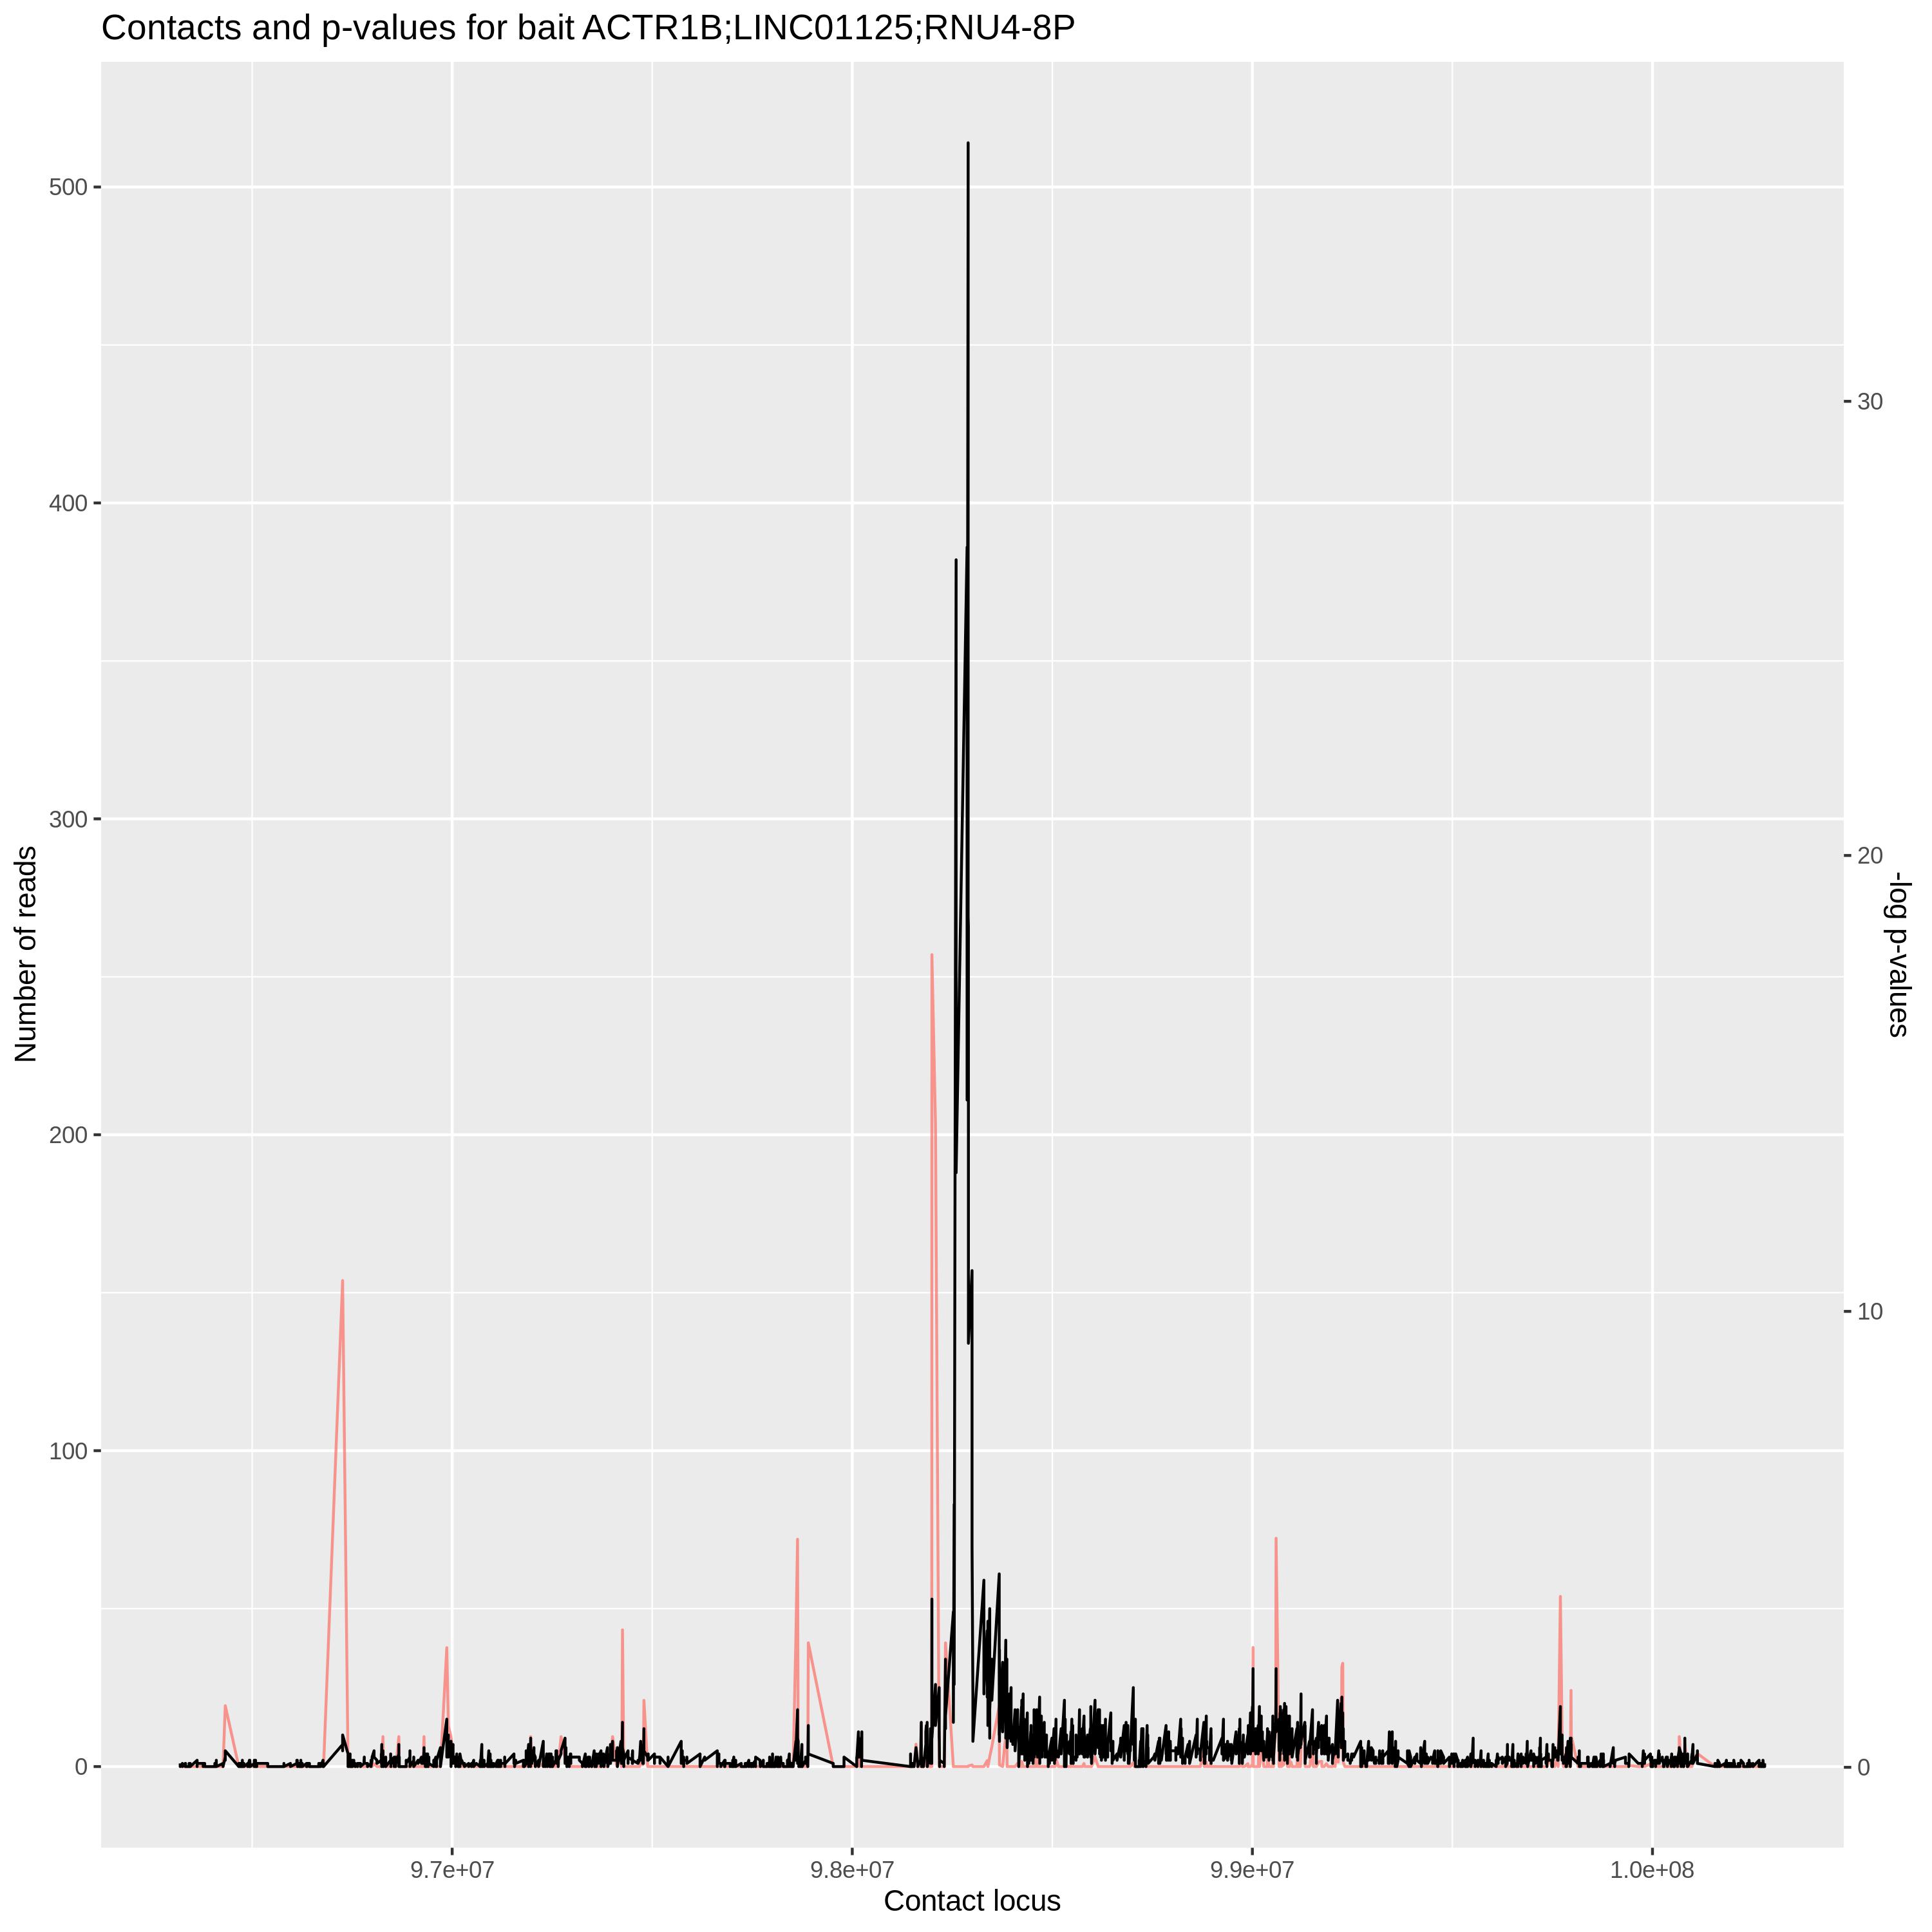 Contacts and p-values for bait ACTR1B;LINC01125;RNU4-8P
500
400
300
200
100
0
Number of reads
30
20
10
0
-log p-values
9.7e+07
9.8e+07
9.9e+07
1.0e+08
Contact locus